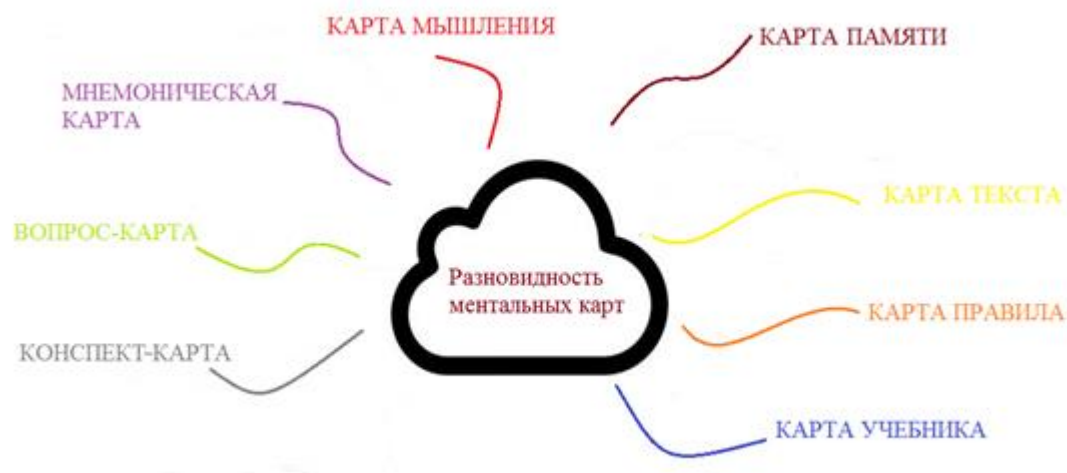 КАРТА МЫШЛЕНИЯ
КАРТА ПАМЯТИ
МНЕМОНИЧЕСКАЯ
КАРТА
КАРТА ТЕКСТА
ВОПРОС-КАРТА
Разновидность
ментальных карт
КАРТА ПРАВИЛА
КОНСПЕКТ-КАРТА
КАРТА УЧЕБНИКА